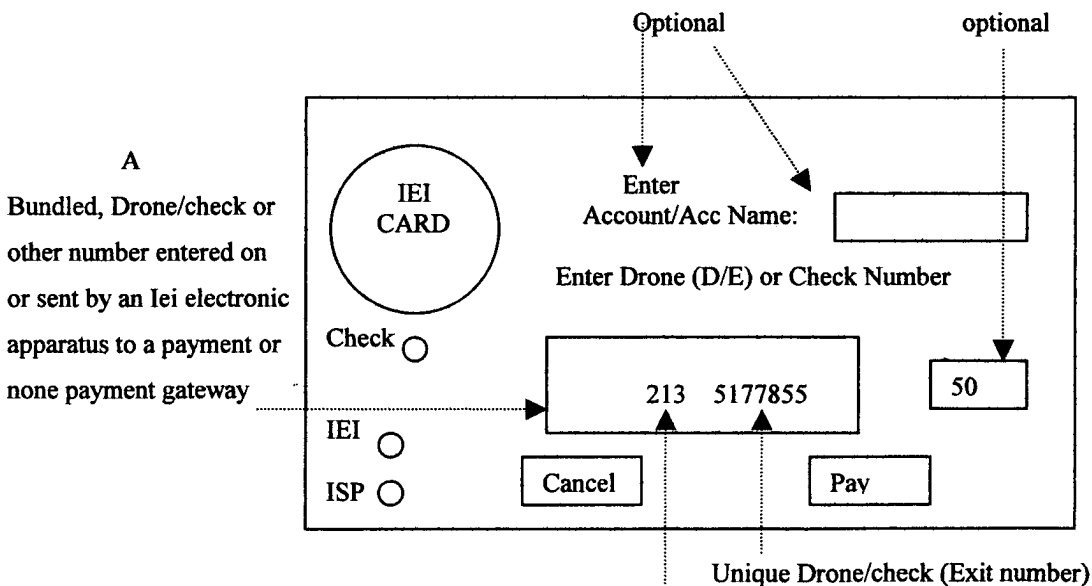 Optional
optional
A
Bundled, Drone/check or
other number entered on
or sent by an Iei electronic
apparatus to a payment or
none payment gateway
IEI
CARD
Enter
Account/Acc Name:
Enter Drone (D/E) or Check Number
Check
213 5177855
50
IEI
ISP
Cancel
Pay
Unique Drone/check (Exit number)